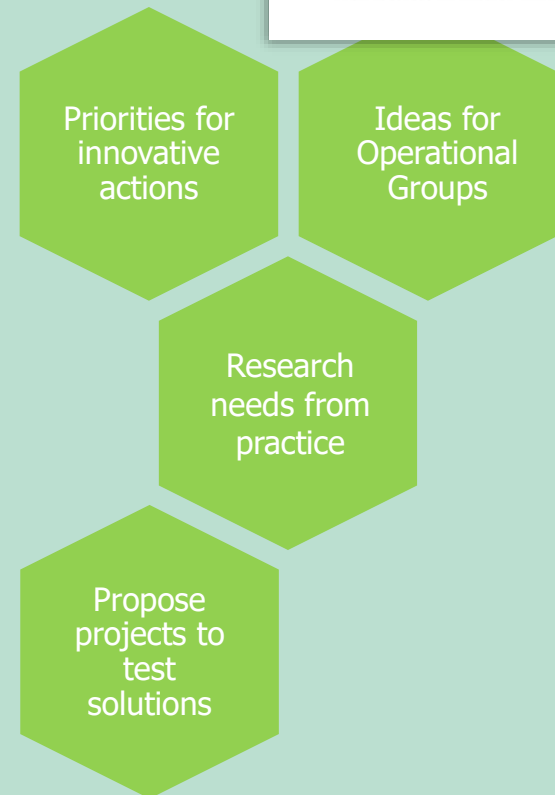 Priorities for
innovative
actions
Ideas for
Operational
Groups
Research
needs from
practice
Propose
projects to
test
solutions